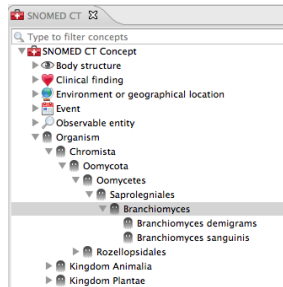 SNOMED CT
Type to filter concepts
SNOMED CT Concept
Body structure
Clinical finding
Environment or geographical location
Event
Observable entity
Organism
Chromista
Oomycota
Oomycetes
Saprolegniales
Branchiomyces
Branchiomyces demigrams
Branchiomyces sanguinis
Rozellopsidales
Kingdom Animalia
Kingdom Plantae